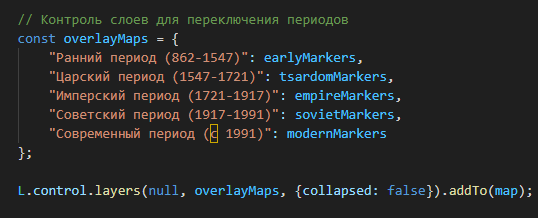 // Контроль слоев для переключения периодов
const overlayMaps = {
"Ранний период (862-1547)": earlyMarkers,
"Царский период (1547-1721)": tsardomMarkers,
"Имперский период (1721-1917)": empireMarkers,
"Советский период (1917-1991)": sovietMarkers,
"Современный период (с 1991)": modernMarkers
};
L.control.layers(null, overlayMaps, {collapsed: false}).addTo(map);